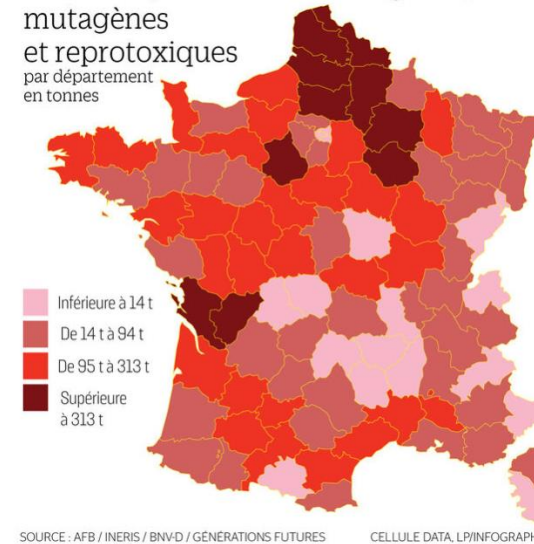 mutagènes
et reprotoxiques
par département
en tonnes
Inférieure à 14 t
De 14 t à 94 t
De 95 t à 313 t
Supérieure
à 313 t
SOURCE : AFB / INERIS / BNV-D / GÉNÉRATIONS FUTURES
CELLULE DATA, LP/INFOGRAPH